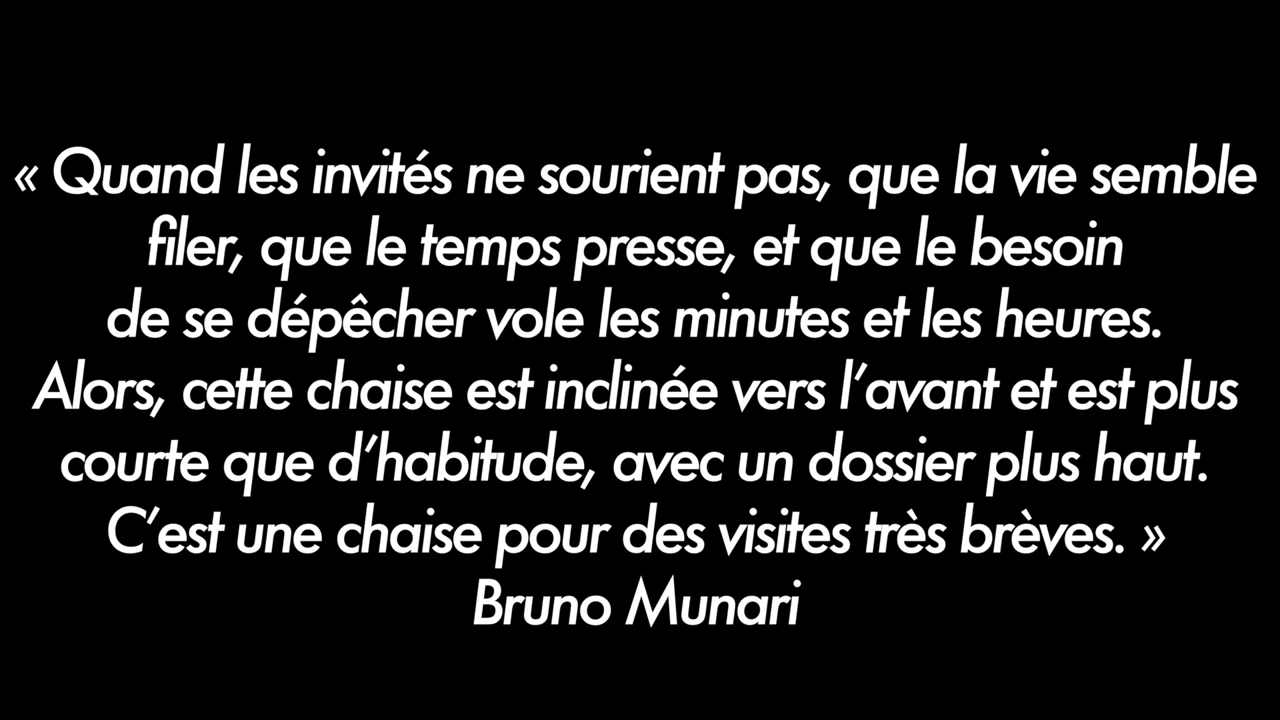 « Quand les invités ne sourient pas, que la vie semble
filer, que le temps presse, et que le besoin
de se dépêcher vole les minutes et les heures.
Alors, cette chaise est inclinée vers l’avant et est plus
courte que d’habitude, avec un dossier plus haut.
C’est une chaise pour des visites très brèves. »
Bruno Munari